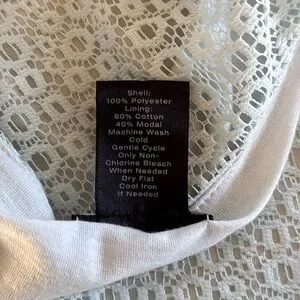 Shell:
100% Polyester
Lining:
60% Cotton
40% Modal
Machine Wash
Cold
Gentle Cycle
Only Non-
Chlorine Bleach
When Needed
Dry Flat
Cool Iron
If Needed